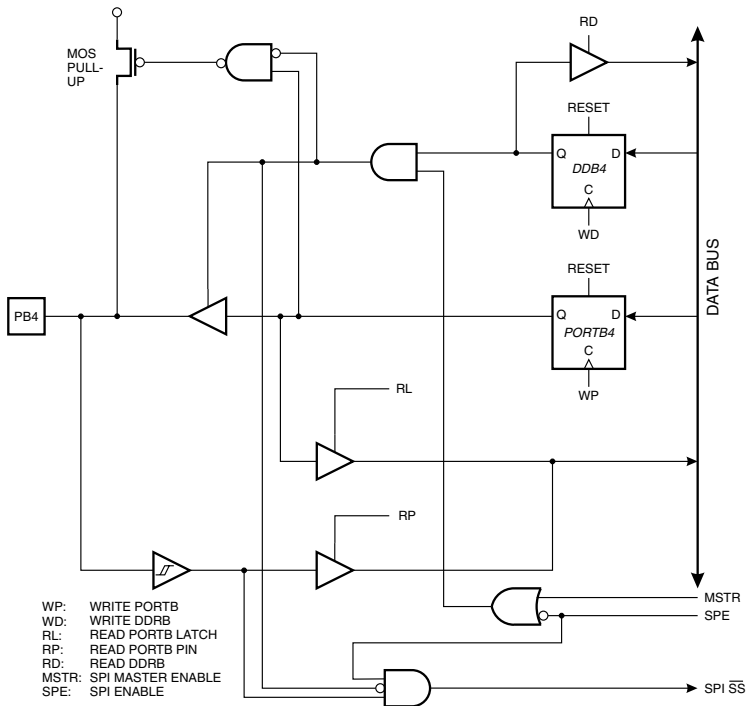 RD
MOS
PULL-
UP
RESET
Q
D
DDB4
C
WD
DATA BUS
RESET
PB4
Q
D
PORTB4
C
WP
RL
RP
MSTR
SPE
WP: WRITE PORTB
WD: WRITE DDRB
RL: READ PORTB LATCH
RP: READ PORTB PIN
RD: READ DDRB
MSTR: SPI MASTER ENABLE
SPE: SPI ENABLE
SPI S̅S̅